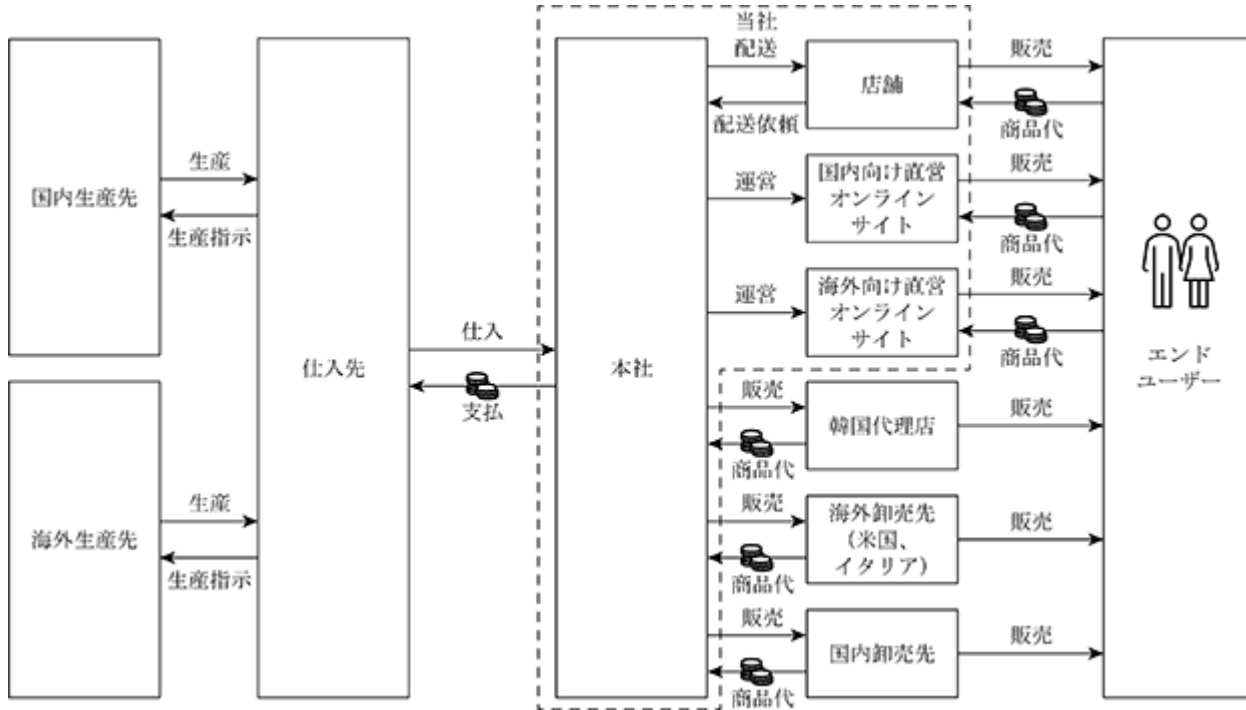 当社
配送
店舗
配送依頼
販売
商品代
国内生産先
生産
生産指示
運営
国内向け直営
オンライン
サイト
販売
商品代
運営
海外向け直営
オンライン
サイト
販売
商品代
仕入先
仕入
支払
本社
エンド
ユーザー
販売
商品代
韓国代理店
販売
海外生産先
生産
生産指示
販売
商品代
海外卸売先
(米国、
イタリア)
販売
販売
商品代
国内卸売先
販売